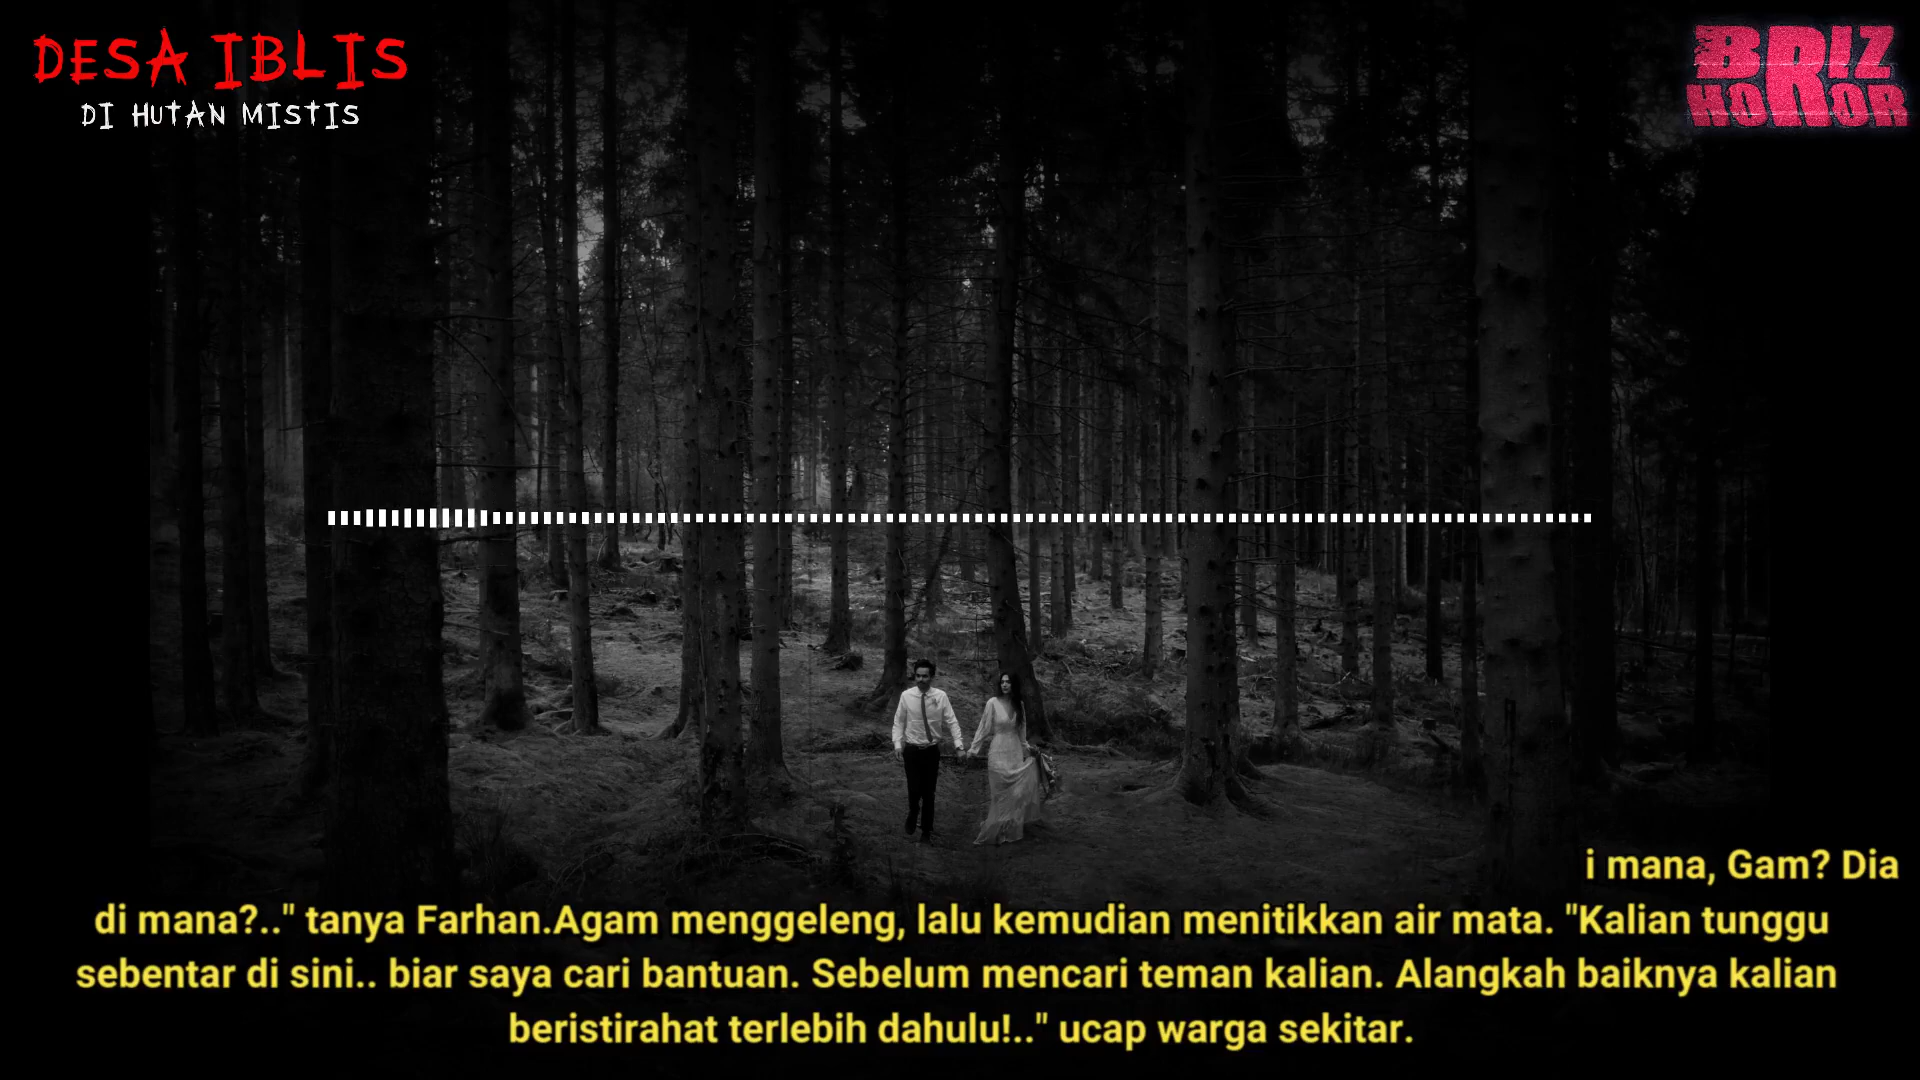 DESA IBLIS
DI HUTAN MISTIS
BRIZ
HOROR
i mana, Gam? Dia
di mana?.." tanya Farhan.Agam menggeleng, lalu kemudian menitikkan air mata. "Kalian tunggu
sebentar di sini.. biar saya cari bantuan. Sebelum mencari teman kalian. Alangkah baiknya kalian
beristirahat terlebih dahulu!.." ucap warga sekitar.